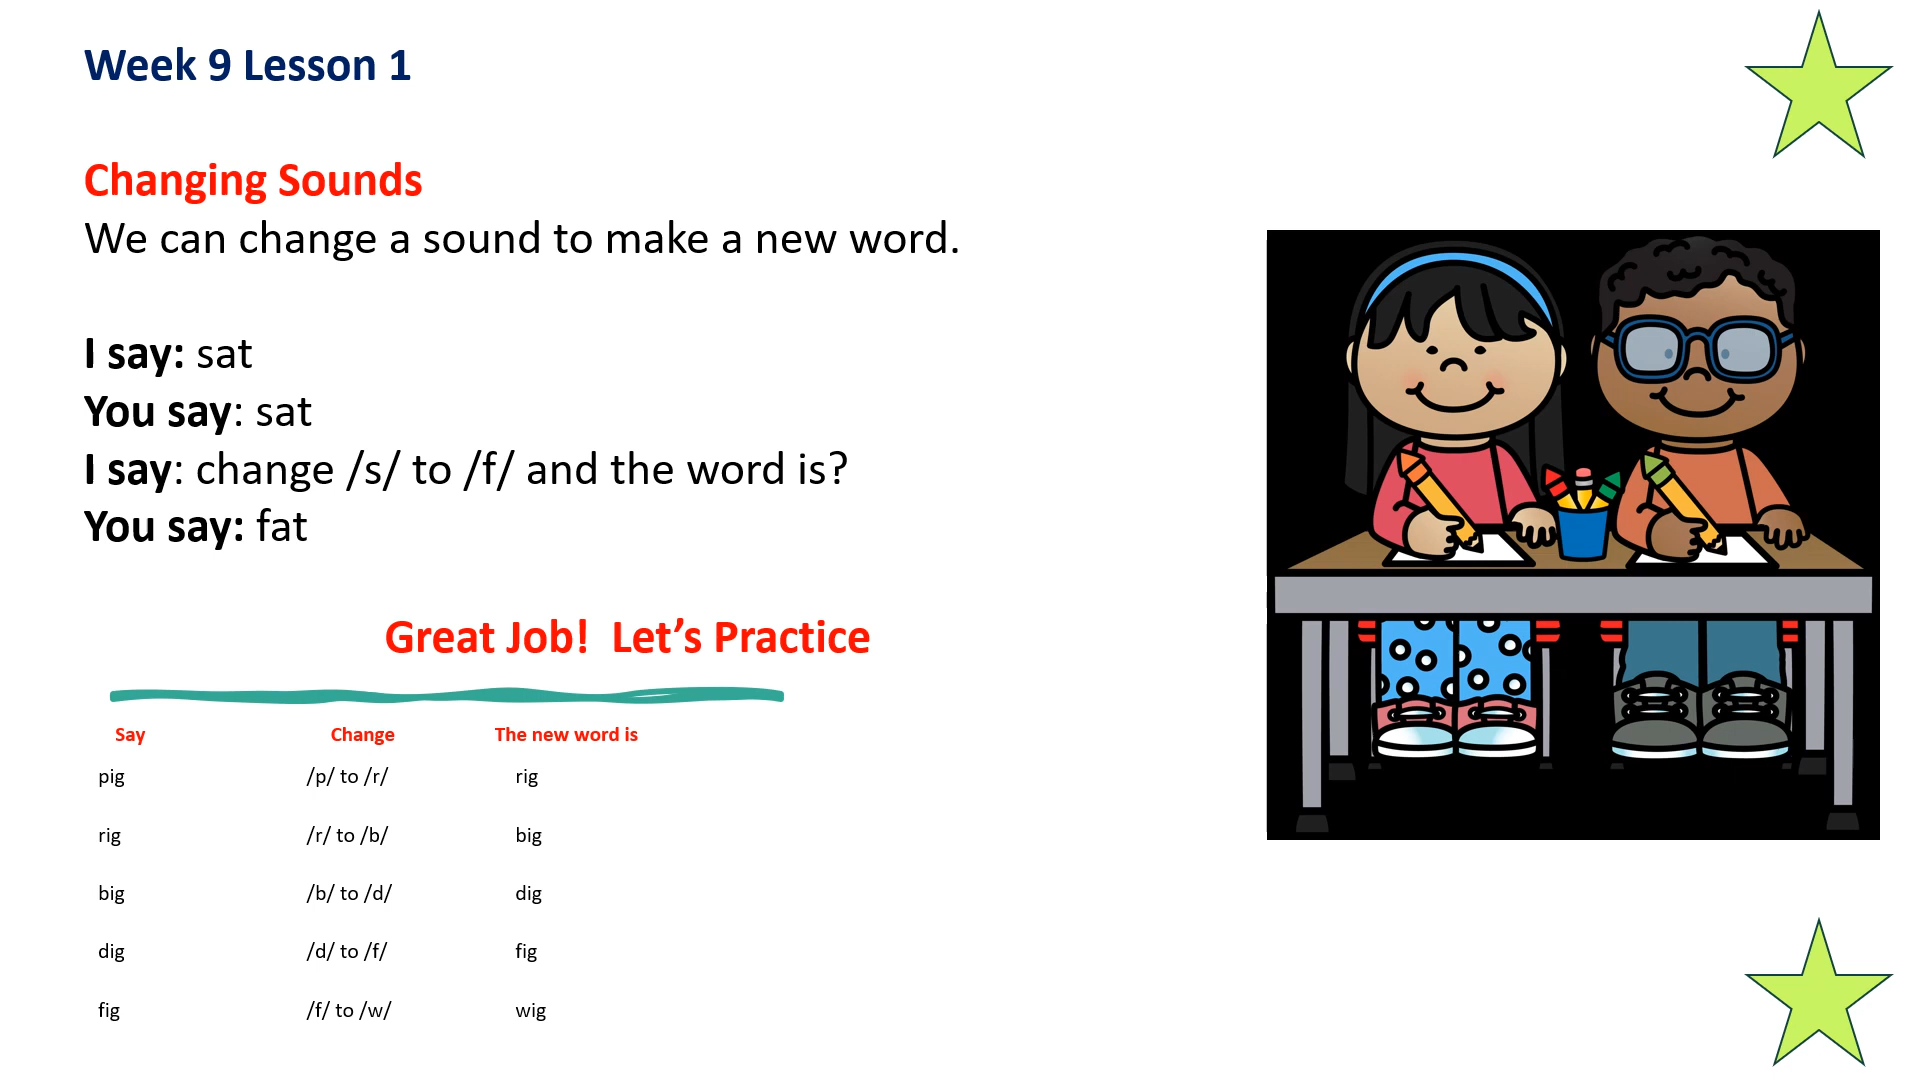 Week 9 Lesson 1
Changing Sounds
We can change a sound to make a new word.
I say: sat
You say: sat
I say: change /s/ to /f/ and the word is?
You say: fat
Great Job!  Let’s Practice
Say Change The new word is
pig /p/ to /r/ rig
rig /r/ to /b/ big
big /b/ to /d/ dig
dig /d/ to /f/ fig
fig /f/ to /w/ wig